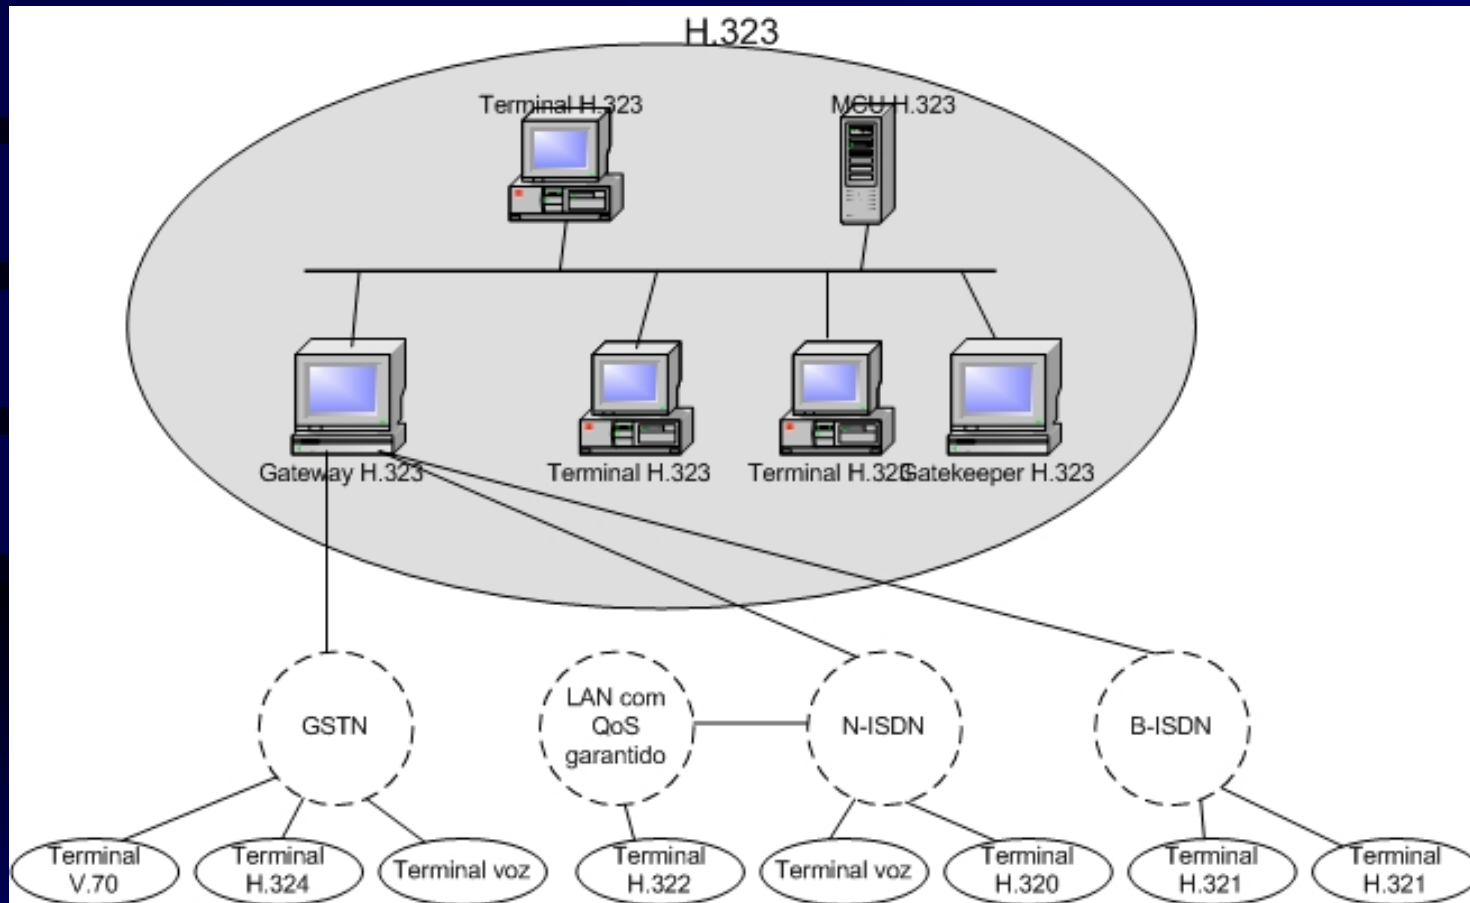 H.323
Terminal H.323
MCU H.323
Gateway H.323
Terminal H.323
Terminal H.323
Gatekeeper H.323
GSTN
LAN com
QoS
garantido
N-ISDN
B-ISDN
Terminal
V.70
Terminal
H.324
Terminal voz
Terminal
H.322
Terminal voz
Terminal
H.320
Terminal
H.321
Terminal
H.321